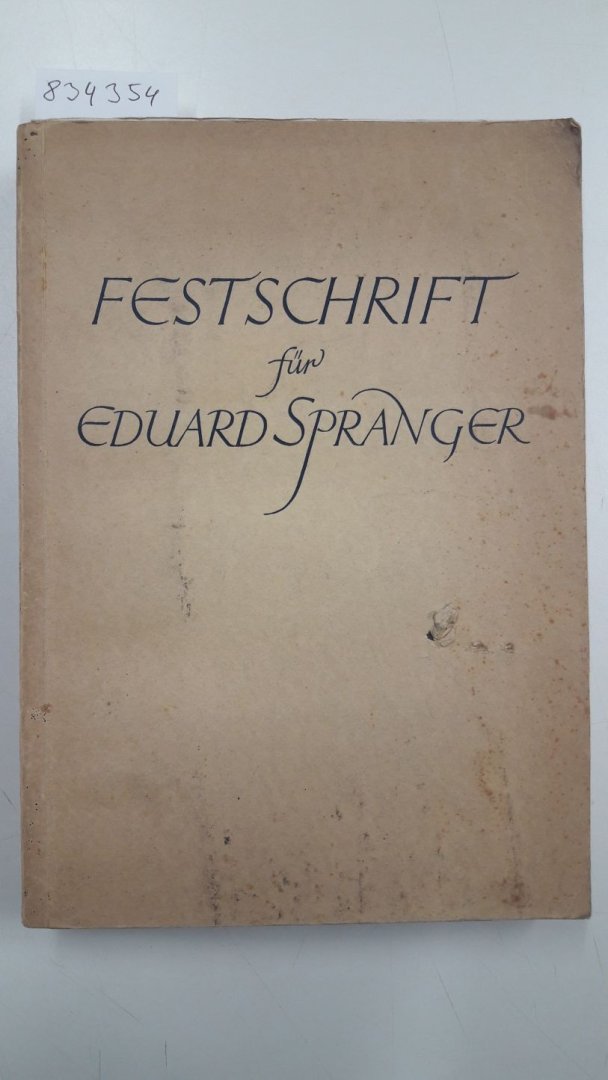 834354
FESTSCHRIFT
für
EDUARD SPRANGER